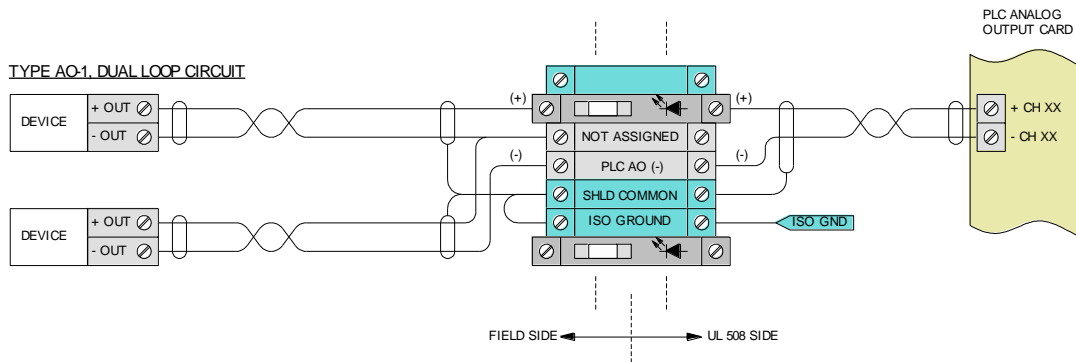 PLC ANALOG
OUTPUT CARD
TYPE AO-1, DUAL LOOP CIRCUIT
DEVICE
+ OUT
- OUT
(+)
(+)
+ CH XX
- CH XX
NOT ASSIGNED
(-)
PLC AO (-)
(-)
SHLD COMMON
DEVICE
+ OUT
- OUT
ISO GROUND
ISO GND
FIELD SIDE
UL 508 SIDE